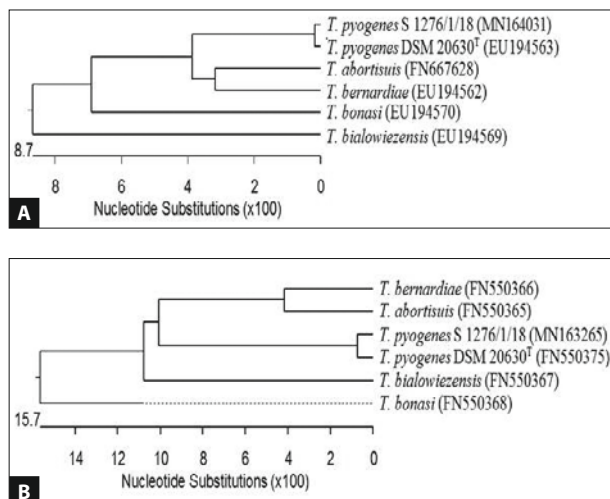 T. pyogenes S 1276/1/18 (MN164031)
T. pyogenes DSM 20630T (EU194563)
T. abortisuis (FN667628)
T. bernardiae (EU194562)
T. bonasi (EU194570)
T. bialowiezensis (EU194569)
8.7
8 6 4 2 0
Nucleotide Substitutions (x100)
A
T. bernardiae (FN550366)
T. abortisuis (FN550365)
T. pyogenes S 1276/1/18 (MN163265)
T. pyogenes DSM 20630T (FN550375)
T. bialowiezensis (FN550367)
T. bonasi (FN550368)
15.7
14 12 10 8 6 4 2 0
Nucleotide Substitutions (x100)
B